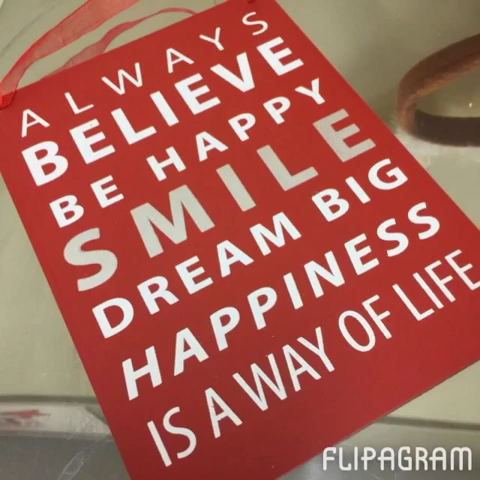 ALWAYS
BELIEVE
BE HAPPY
SMILE
DREAM BIG
HAPPINESS
IS A WAY OF LIFE
FLIPAGRAM